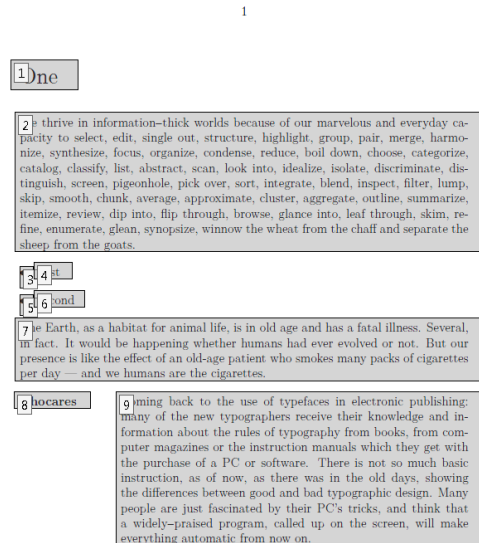 1
1 One
2 We thrive in information–thick worlds because of our marvelous and everyday ca-
pacity to select, edit, single out, structure, highlight, group, pair, merge, harmo-
nize, synthesize, focus, organize, condense, reduce, boil down, choose, categorize,
catalog, classify, list, abstract, scan, look into, idealize, isolate, discriminate, dis-
tinguish, screen, pigeonhole, pick over, sort, integrate, blend, inspect, filter, lump,
skip, smooth, chunk, average, approximate, cluster, aggregate, outline, summarize,
itemize, review, dip into, flip through, browse, glance into, leaf through, skim, re-
fine, enumerate, glean, synopsize, winnow the wheat from the chaff and separate the
sheep from the goats.
3 4 st
5 6 cond
7 The Earth, as a habitat for animal life, is in old age and has a fatal illness. Several,
in fact. It would be happening whether humans had ever evolved or not. But our
presence is like the effect of an old-age patient who smokes many packs of cigarettes
per day — and we humans are the cigarettes.
8 hocares
9 Coming back to the use of typefaces in electronic publishing:
many of the new typographers receive their knowledge and in-
formation about the rules of typography from books, from com-
puter magazines or the instruction manuals which they get with
the purchase of a PC or software. There is not so much basic
instruction, as of now, as there was in the old days, showing
the differences between good and bad typographic design. Many
people are just fascinated by their PC's tricks, and think that
a widely–praised program, called up on the screen, will make
everything automatic from now on.